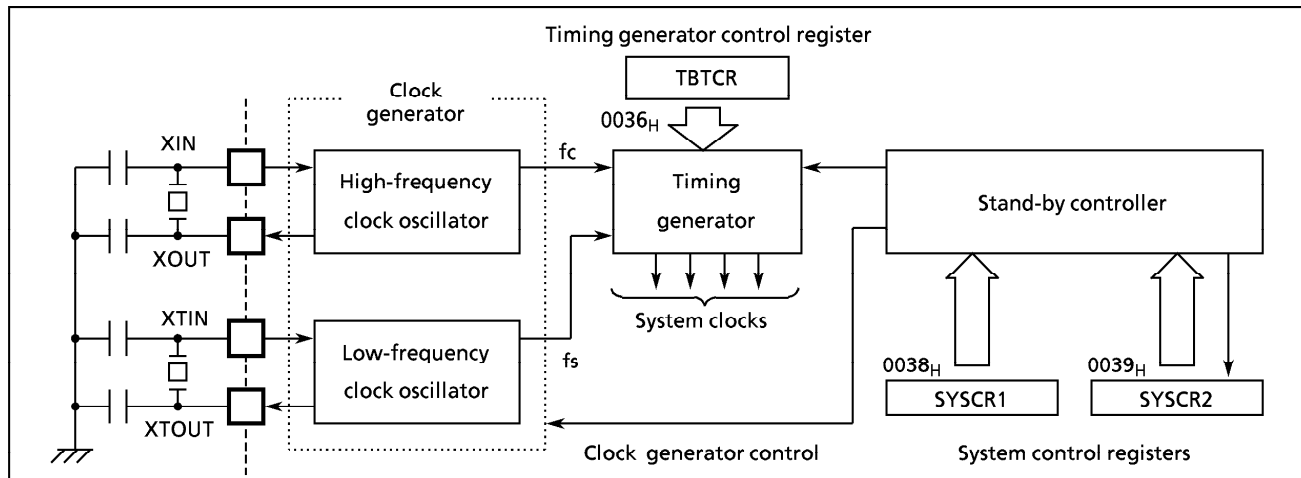 Timing generator control register
TBTCR
0036H
Clock
generator
XIN
XOUT
High-frequency
clock oscillator
fc
Timing
generator
Stand-by controller
System clocks
XTIN
XTOUT
Low-frequency
clock oscillator
fs
0038H
SYSCR1
0039H
SYSCR2
Clock generator control
System control registers